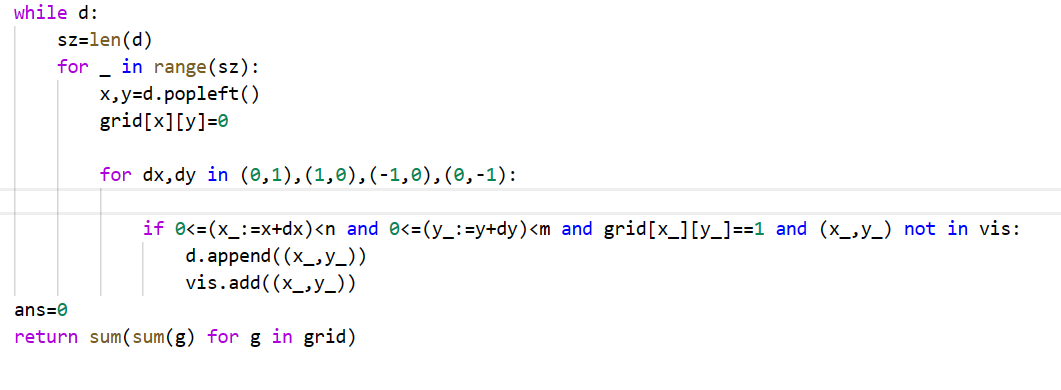 while d:
    sz=len(d)
    for _ in range(sz):
        x,y=d.popleft()
        grid[x][y]=0
        for dx,dy in (0,1),(1,0),(-1,0),(0,-1):
            if 0<=(x_:=x+dx)<n and 0<=(y_:=y+dy)<m and grid[x_][y_]==1 and (x_,y_) not in vis:
                d.append((x_,y_))
                vis.add((x_,y_))
ans=0
return sum(sum(g) for g in grid)